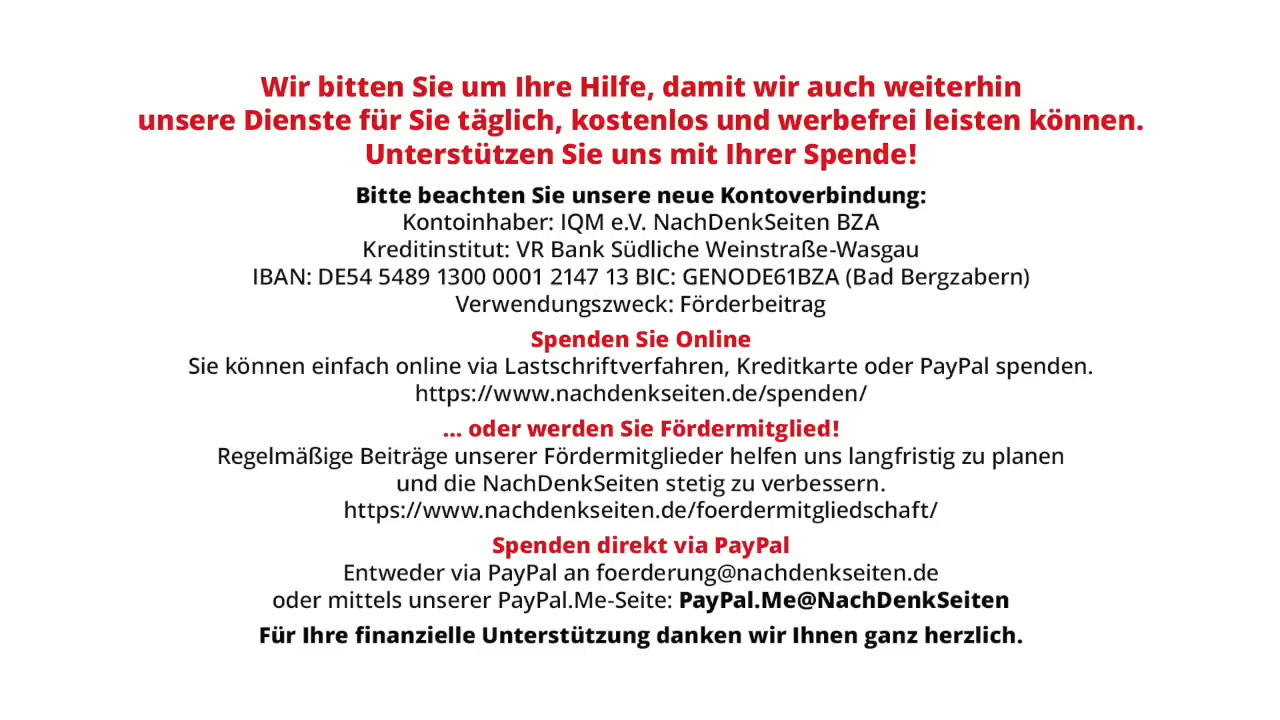 Wir bitten Sie um Ihre Hilfe, damit wir auch weiterhin
unsere Dienste für Sie täglich, kostenlos und werbefrei leisten können.
Unterstützen Sie uns mit Ihrer Spende!
Bitte beachten Sie unsere neue Kontoverbindung:
Kontoinhaber: IQM e.V. NachDenkSeiten BZA
Kreditinstitut: VR Bank Südliche Weinstraße-Wasgau
IBAN: DE54 5489 1300 0001 2147 13 BIC: GENODE61BZA (Bad Bergzabern)
Verwendungszweck: Förderbeitrag
Spenden Sie Online
Sie können einfach online via Lastschriftverfahren, Kreditkarte oder PayPal spenden.
https://www.nachdenkseiten.de/spenden/
... oder werden Sie Fördermitglied!
Regelmäßige Beiträge unserer Fördermitglieder helfen uns langfristig zu planen
und die NachDenkSeiten stetig zu verbessern.
https://www.nachdenkseiten.de/foerdermitgliedschaft/
Spenden direkt via PayPal
Entweder via PayPal an foerderung@nachdenkseiten.de
oder mittels unserer PayPal.Me-Seite: PayPal.Me@NachDenkSeiten
Für Ihre finanzielle Unterstützung danken wir Ihnen ganz herzlich.